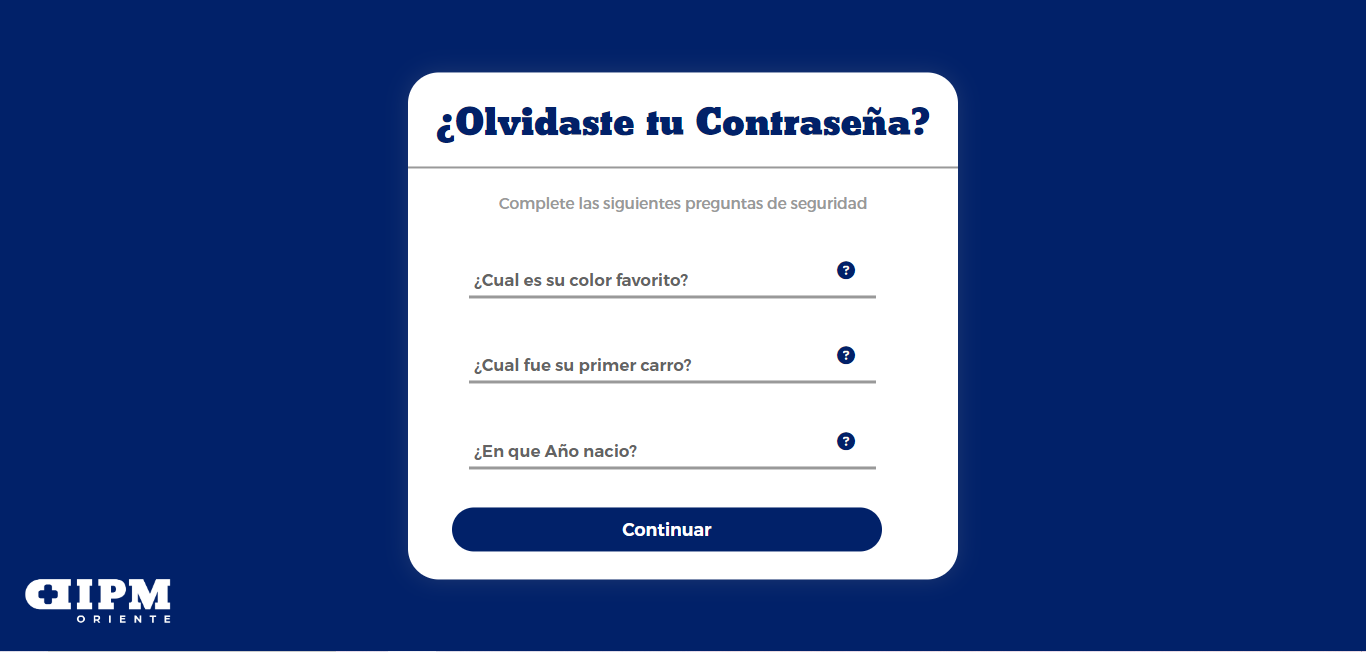 ¿Olvidaste tu Contraseña?
Complete las siguientes preguntas de seguridad
¿Cual es su color favorito?
?
¿Cual fue su primer carro?
?
¿En que Año nacio?
?
Continuar
IPM
ORIENTE